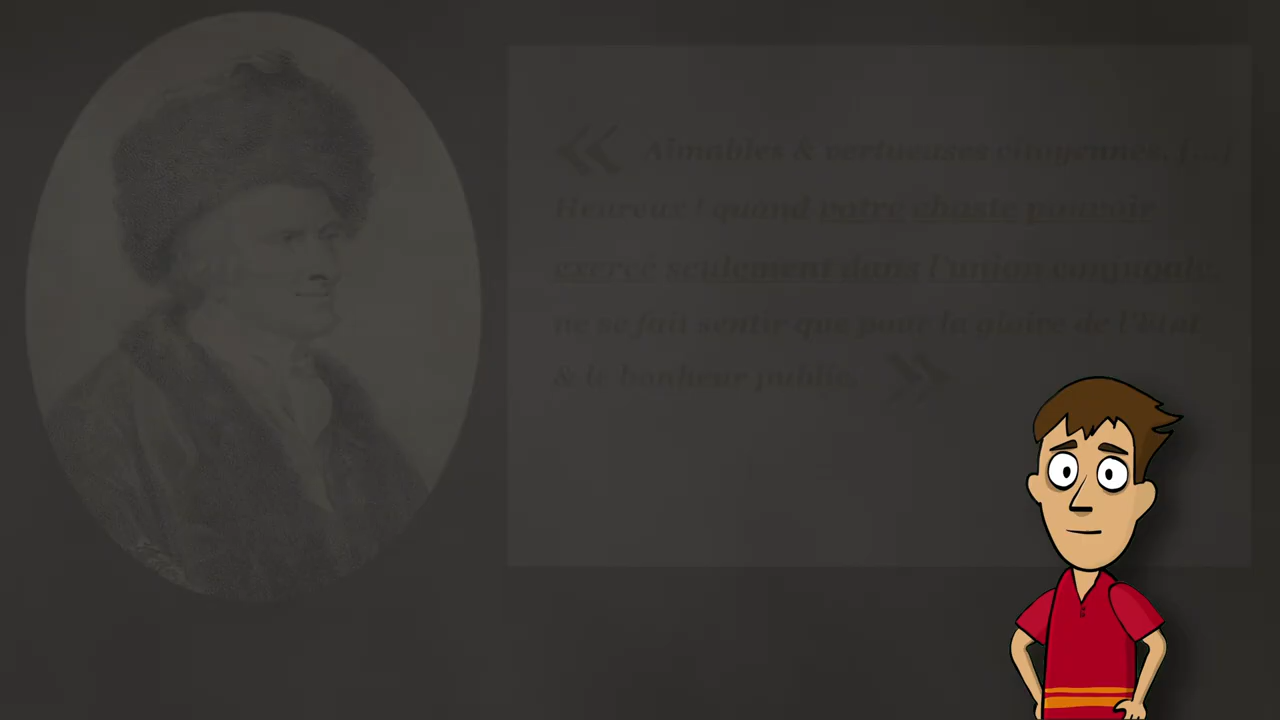 « Aimables & vertueuses citoyennes, [...]
Heureux ! quand votre chaste pouvoir
exercé seulement dans l'union conjugale,
ne se fait sentir que pour la gloire de l'État
& le bonheur public. »